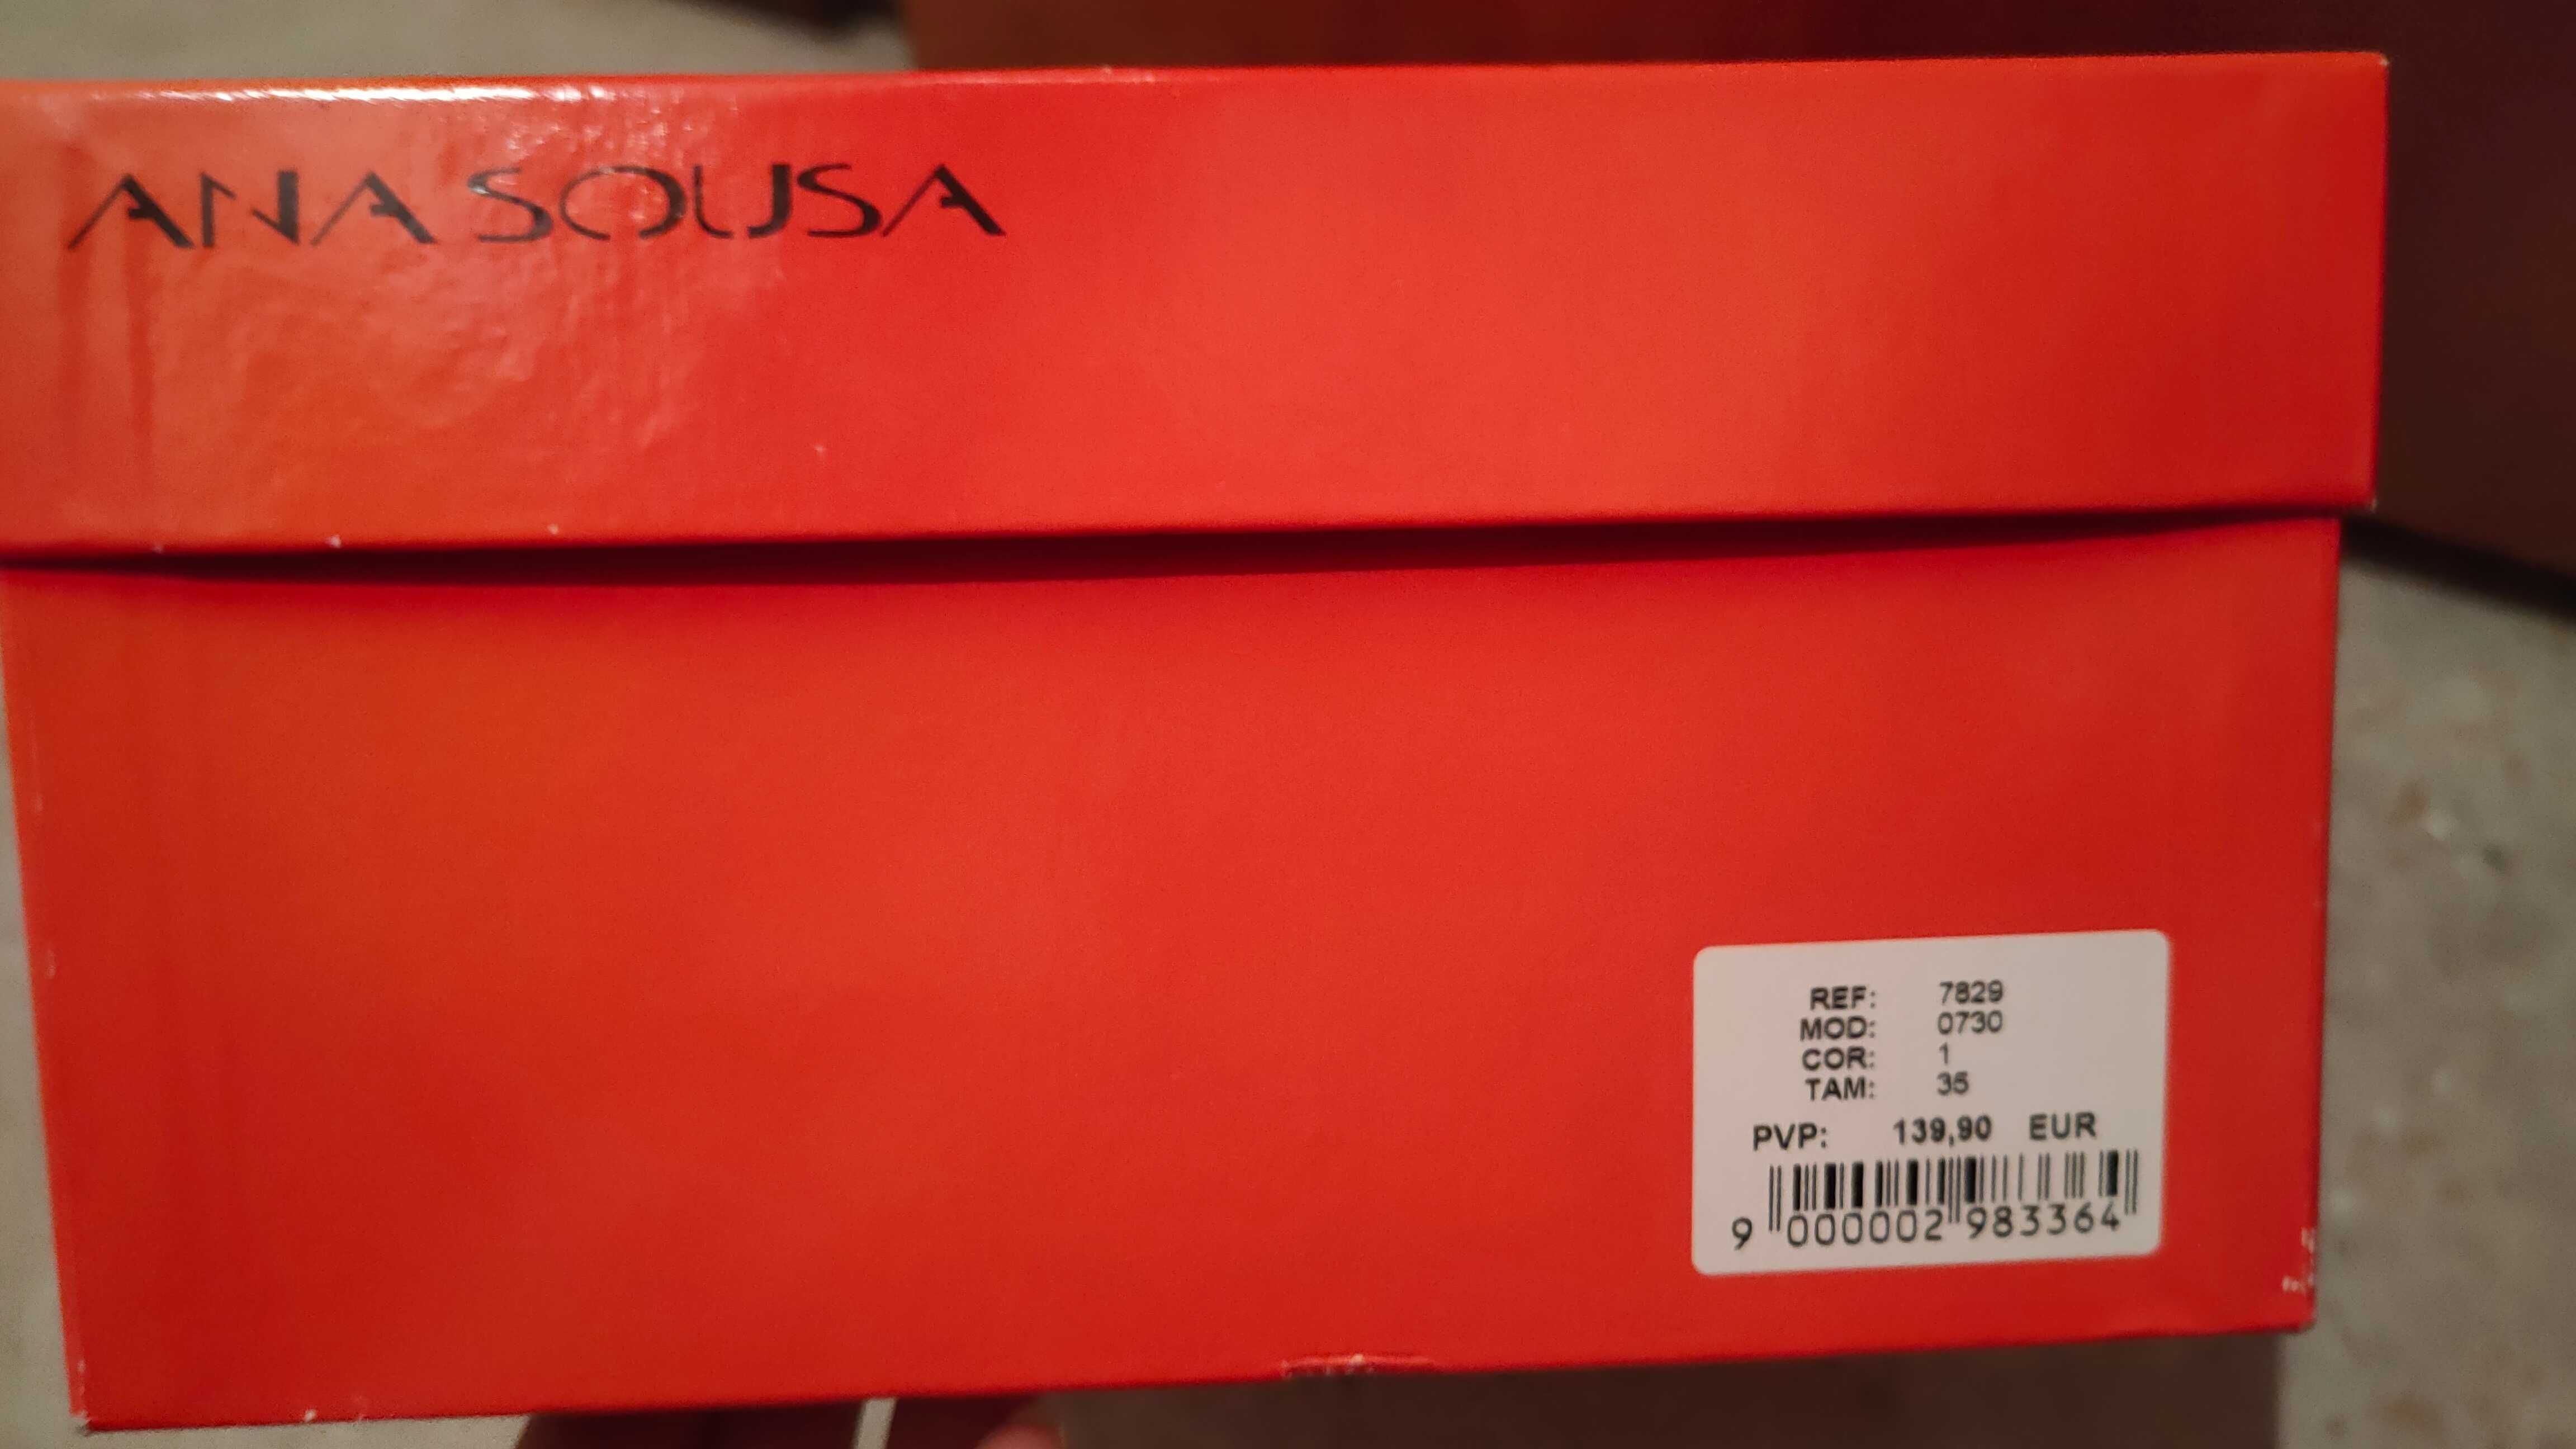 ANA SOUSA
REF: 7829
MOD: 0730
COR: 1
TAM: 35
PVP: 139,90 EUR
9 000002 983364